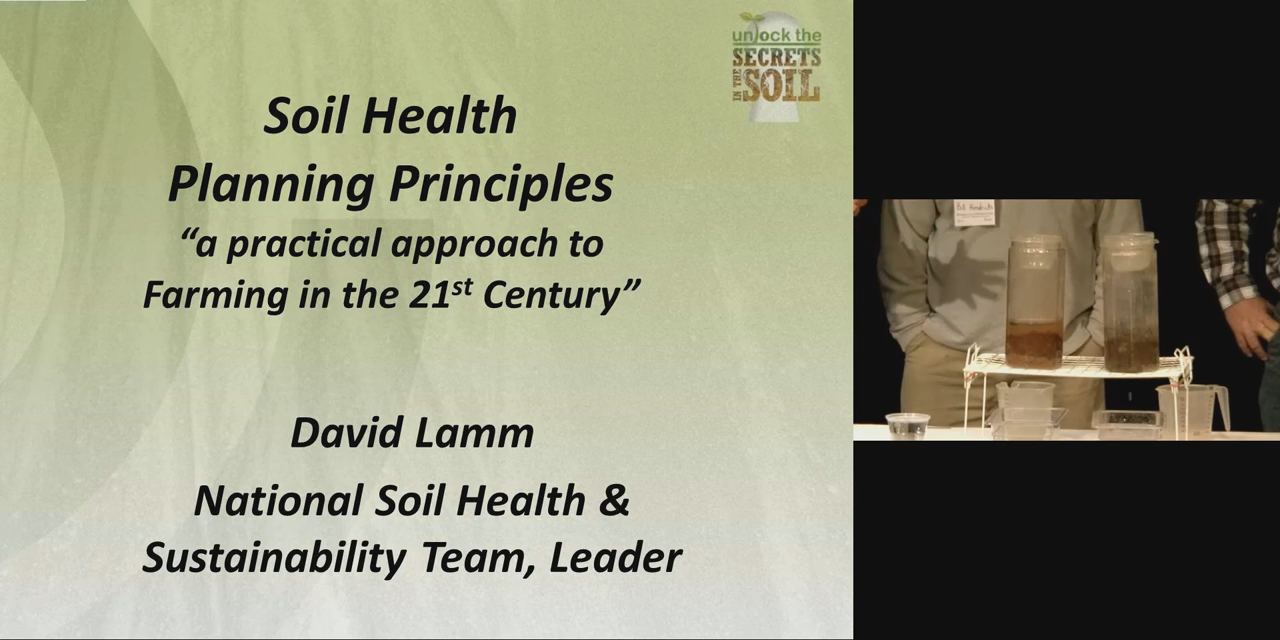 unlock the
SECRETS
IN THE
SOIL
Soil Health
Planning Principles
“a practical approach to
Farming in the 21st Century”
David Lamm
National Soil Health &
Sustainability Team, Leader